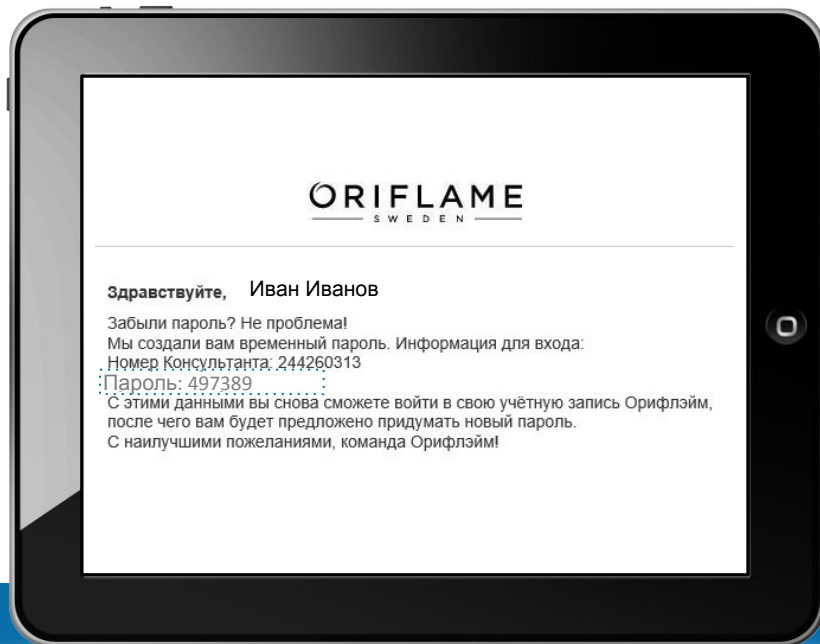 ORIFLAME
SWEDEN
Здравствуйте, Иван Иванов
Забыли пароль? Не проблема!
Мы создали вам временный пароль. Информация для входа:
Номер Консультанта: 244260313
Пароль: 497389
С этими данными вы снова сможете войти в свою учётную запись Орифлэйм,
после чего вам будет предложено придумать новый пароль.
С наилучшими пожеланиями, команда Орифлэйм!